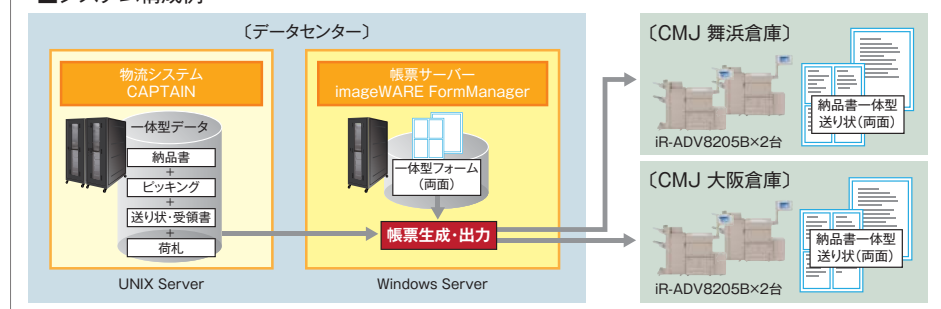 ■システム構成例
〔データセンター〕
物流システム
CAPTAIN
一体型データ
納品書
+
ピッキング
+
送り状・受領書
+
荷札
UNIX Server
帳票サーバー
imageWARE FormManager
一体型フォーム
(両面)
帳票生成・出力
Windows Server
〔CMJ 舞浜倉庫〕
納品書一体型
送り状(両面)
iR-ADV8205B×2台
〔CMJ 大阪倉庫〕
納品書一体型
送り状(両面)
iR-ADV8205B×2台